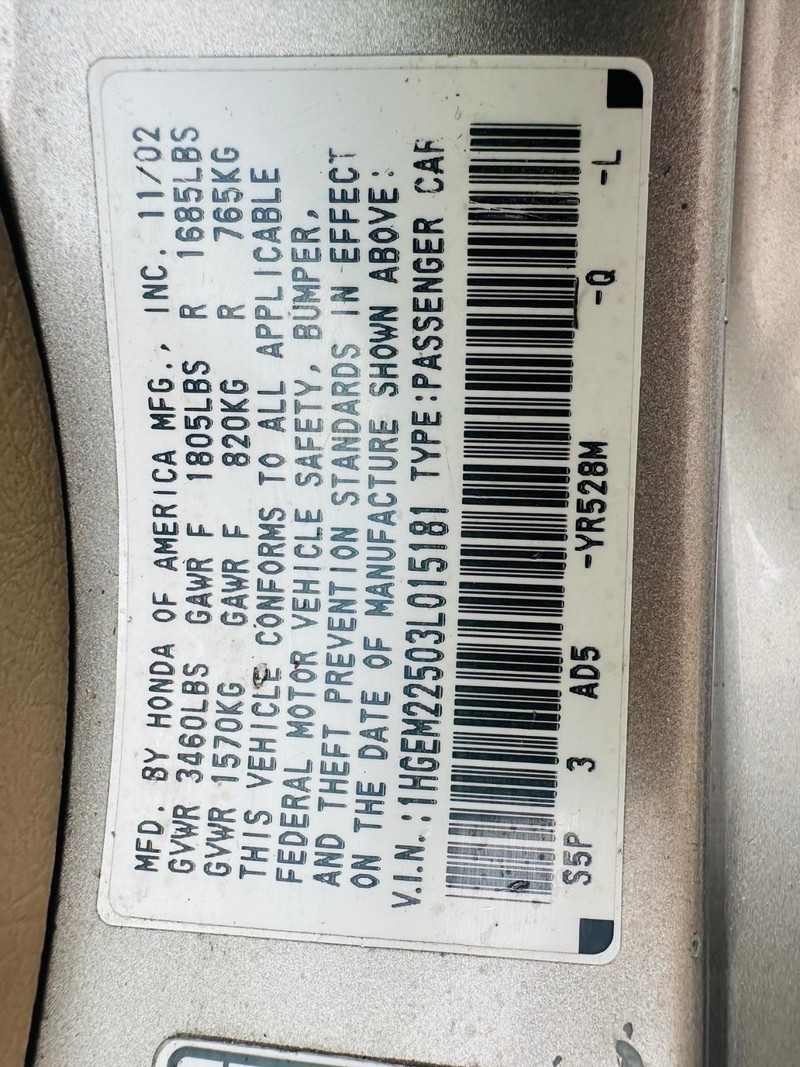 MFD. BY HONDA OF AMERICA MFG., INC. 11/02
GVWR 3460LBS GAWR F 1805LBS R 1685LBS
GVWR 1570KG GAWR F 820KG R 765KG
THIS VEHICLE CONFORMS TO ALL APPLICABLE
FEDERAL MOTOR VEHICLE SAFETY, BUMPER,
AND THEFT PREVENTION STANDARDS IN EFFECT
ON THE DATE OF MANUFACTURE SHOWN ABOVE:
V.I.N.:1HGEM22503L015181 TYPE:PASSENGER CAR
S5P 3 AD5 -YR528M -Q -L